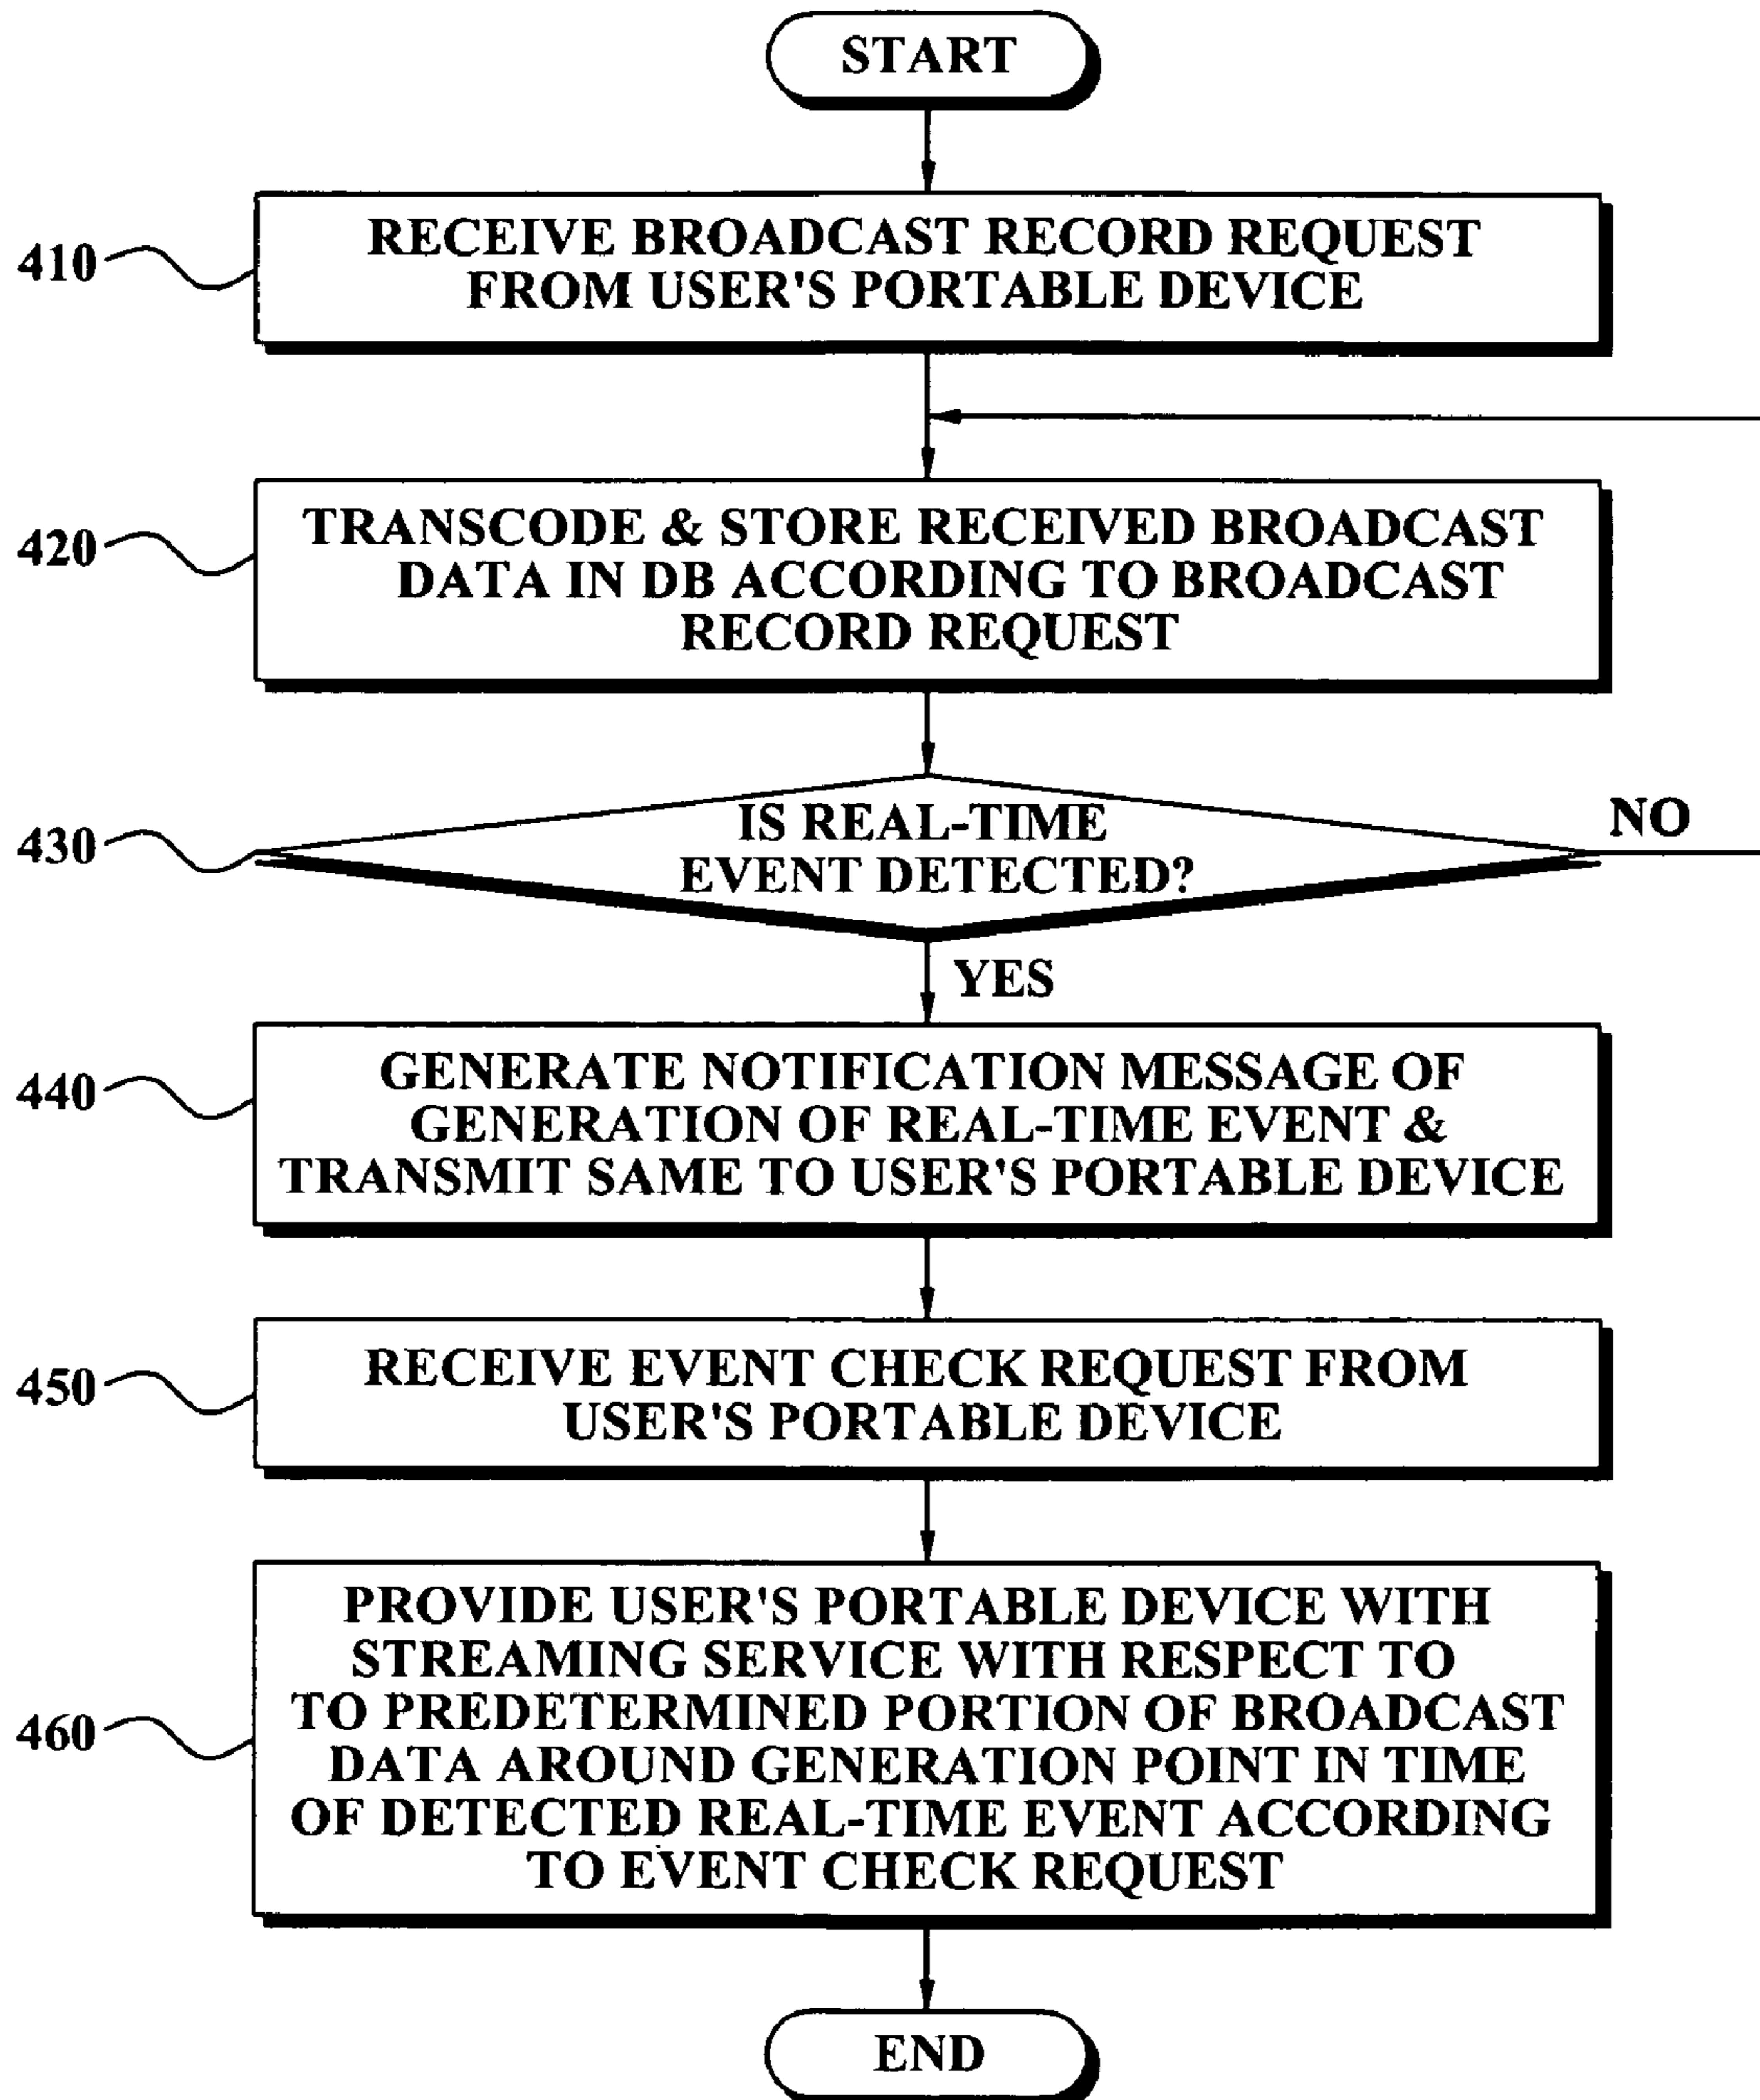 START
410
RECEIVE BROADCAST RECORD REQUEST
FROM USER'S PORTABLE DEVICE
420
TRANSCODE & STORE RECEIVED BROADCAST
DATA IN DB ACCORDING TO BROADCAST
RECORD REQUEST
430
IS REAL-TIME
EVENT DETECTED?
NO
YES
440
GENERATE NOTIFICATION MESSAGE OF
GENERATION OF REAL-TIME EVENT &
TRANSMIT SAME TO USER'S PORTABLE DEVICE
450
RECEIVE EVENT CHECK REQUEST FROM
USER'S PORTABLE DEVICE
460
PROVIDE USER'S PORTABLE DEVICE WITH
STREAMING SERVICE WITH RESPECT TO
TO PREDETERMINED PORTION OF BROADCAST
DATA AROUND GENERATION POINT IN TIME
OF DETECTED REAL-TIME EVENT ACCORDING
TO EVENT CHECK REQUEST
END